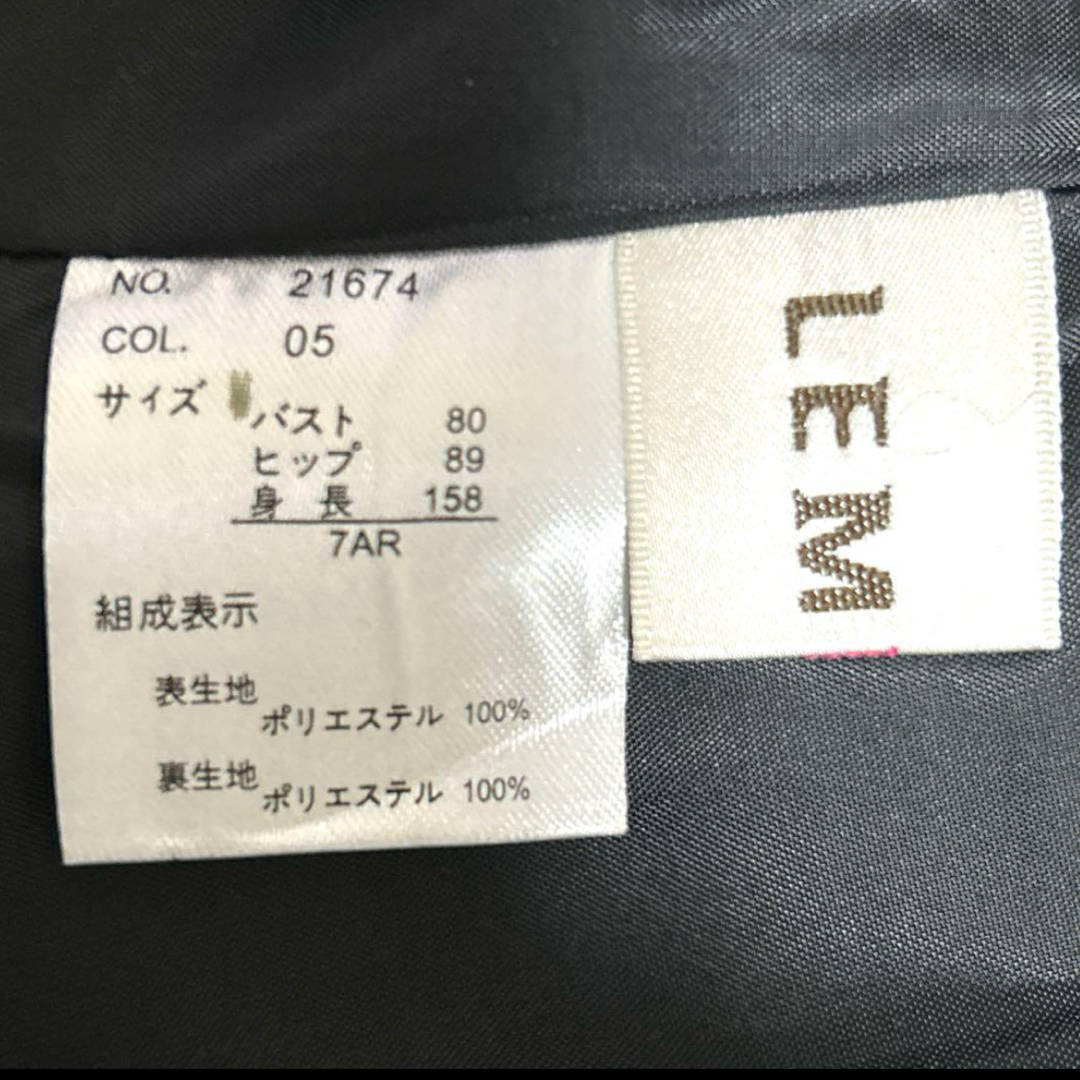 NO. 21674
COL. 05
サイズ
バスト 80
ヒップ 89
身長 158
7AR
組成表示
表生地
ポリエステル 100%
裏生地
ポリエステル 100%
LEM